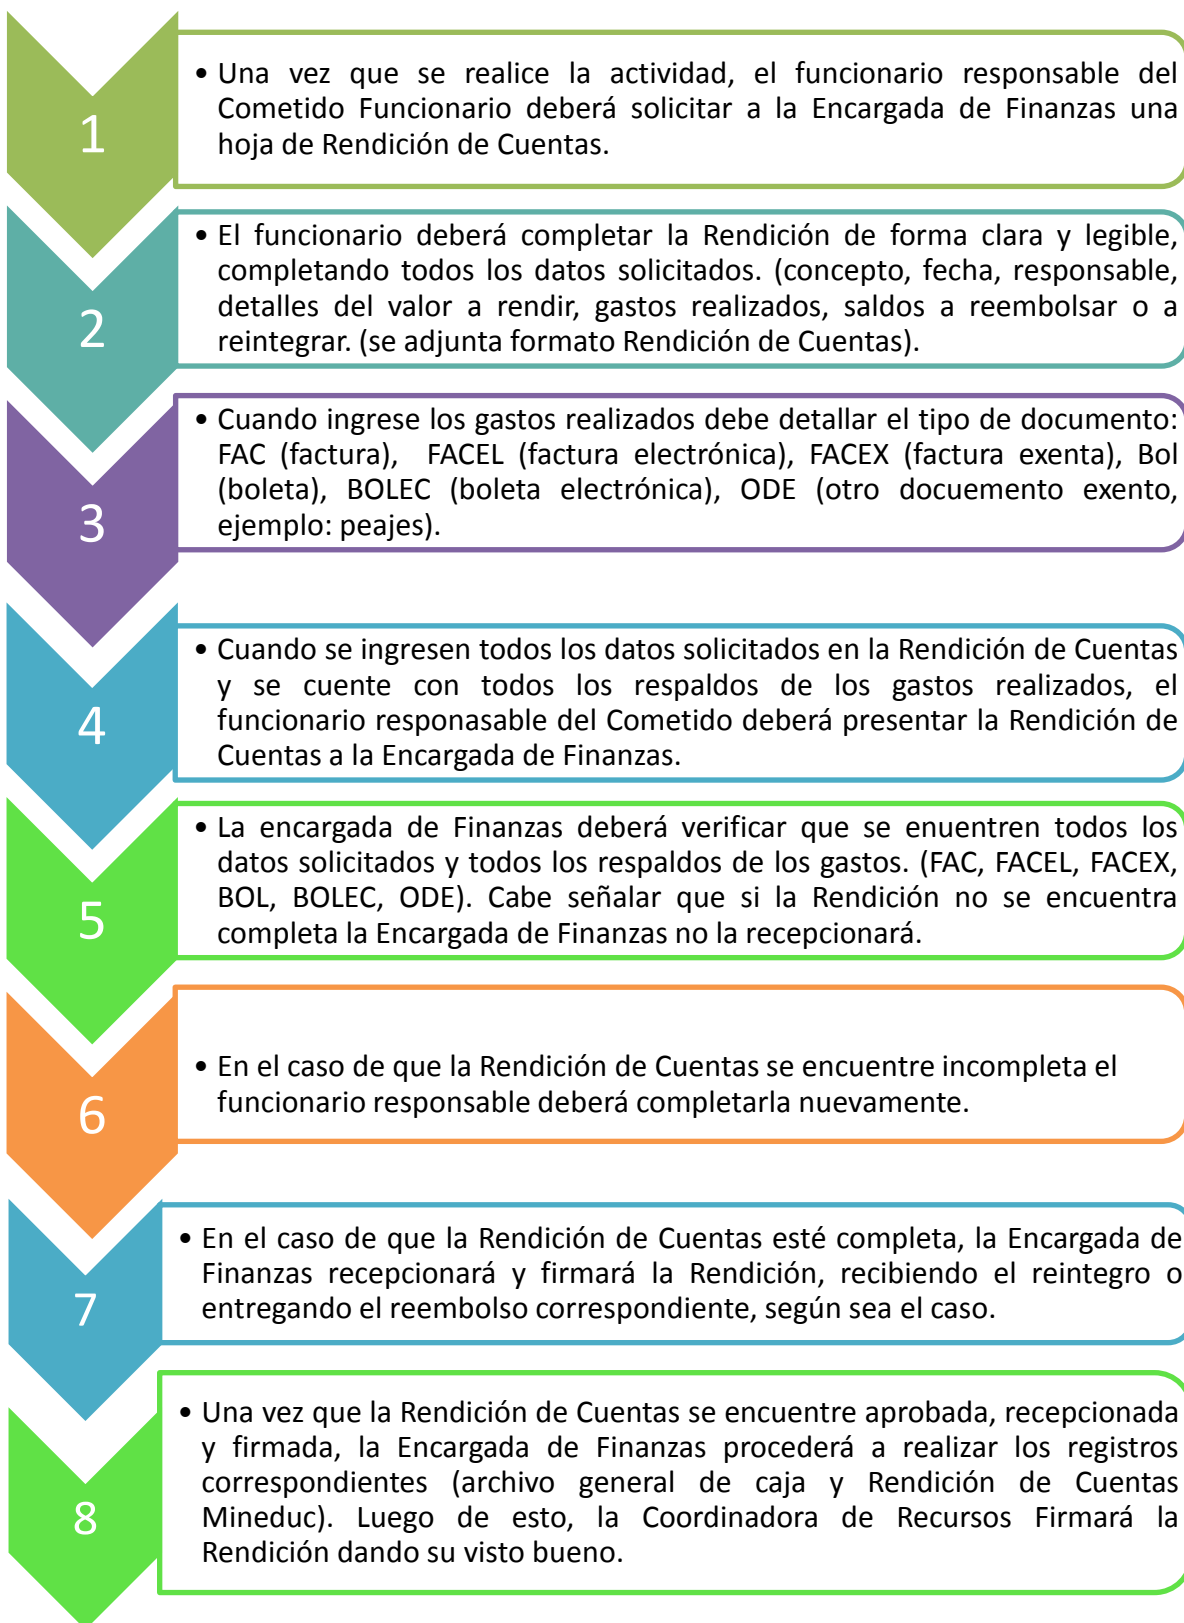 1
• Una vez que se realice la actividad, el funcionario responsable del
Cometido Funcionario deberá solicitar a la Encargada de Finanzas una
hoja de Rendición de Cuentas.
2
• El funcionario deberá completar la Rendición de forma clara y legible,
completando todos los datos solicitados. (concepto, fecha, responsable,
detalles del valor a rendir, gastos realizados, saldos a reembolsar o a
reintegrar. (se adjunta formato Rendición de Cuentas).
3
• Cuando ingrese los gastos realizados debe detallar el tipo de documento:
FAC (factura), FACEL (factura electrónica), FACEX (factura exenta), Bol
(boleta), BOLEC (boleta electrónica), ODE (otro docuemento exento,
ejemplo: peajes).
4
• Cuando se ingresen todos los datos solicitados en la Rendición de Cuentas
y se cuente con todos los respaldos de los gastos realizados, el
funcionario responasable del Cometido deberá presentar la Rendición de
Cuentas a la Encargada de Finanzas.
5
• La encargada de Finanzas deberá verificar que se enuentren todos los
datos solicitados y todos los respaldos de los gastos. (FAC, FACEL, FACEX,
BOL, BOLEC, ODE). Cabe señalar que si la Rendición no se encuentra
completa la Encargada de Finanzas no la recepcionará.
6
• En el caso de que la Rendición de Cuentas se encuentre incompleta el
funcionario responsable deberá completarla nuevamente.
7
• En el caso de que la Rendición de Cuentas esté completa, la Encargada de
Finanzas recepcionará y firmará la Rendición, recibiendo el reintegro o
entregando el reembolso correspondiente, según sea el caso.
8
• Una vez que la Rendición de Cuentas se encuentre aprobada, recepcionada
y firmada, la Encargada de Finanzas procederá a realizar los registros
correspondientes (archivo general de caja y Rendición de Cuentas
Mineduc). Luego de esto, la Coordinadora de Recursos Firmará la
Rendición dando su visto bueno.